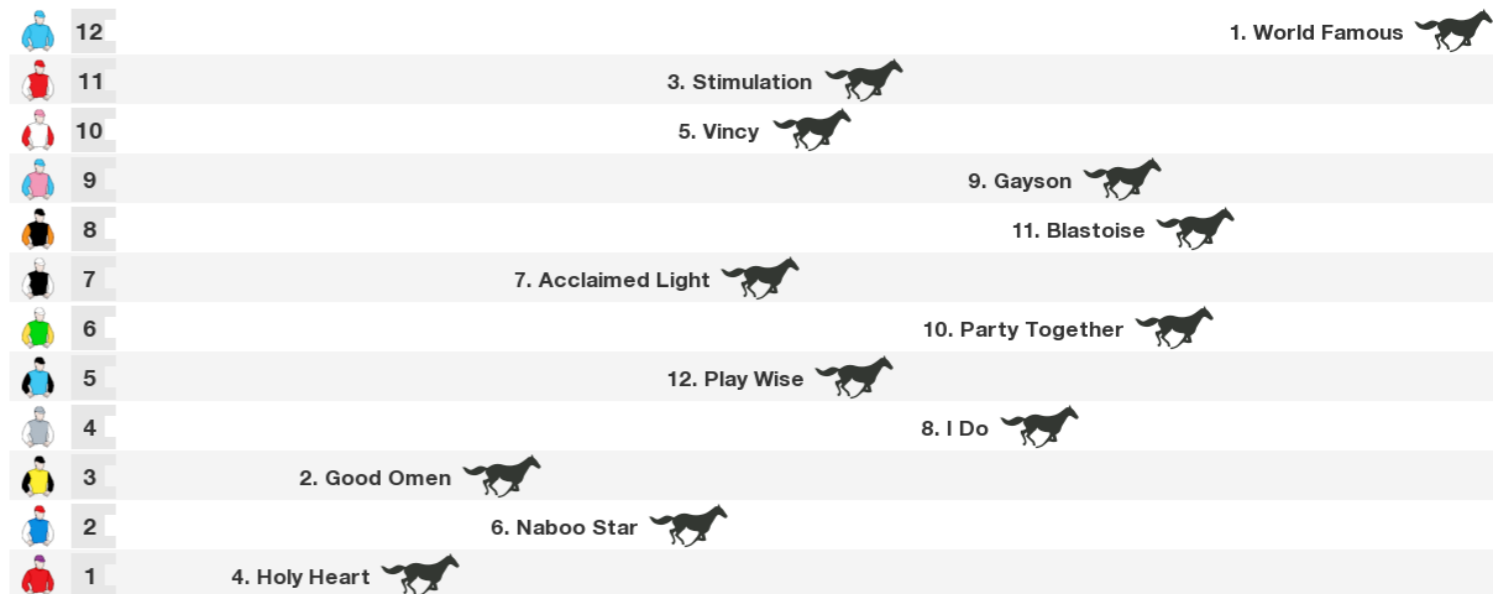 12 1. World Famous
11 3. Stimulation
10 5. Vincy
9 9. Gayson
8 11. Blastoise
7 7. Acclaimed Light
6 10. Party Together
5 12. Play Wise
4 8. I Do
3 2. Good Omen
2 6. Naboo Star
1 4. Holy Heart